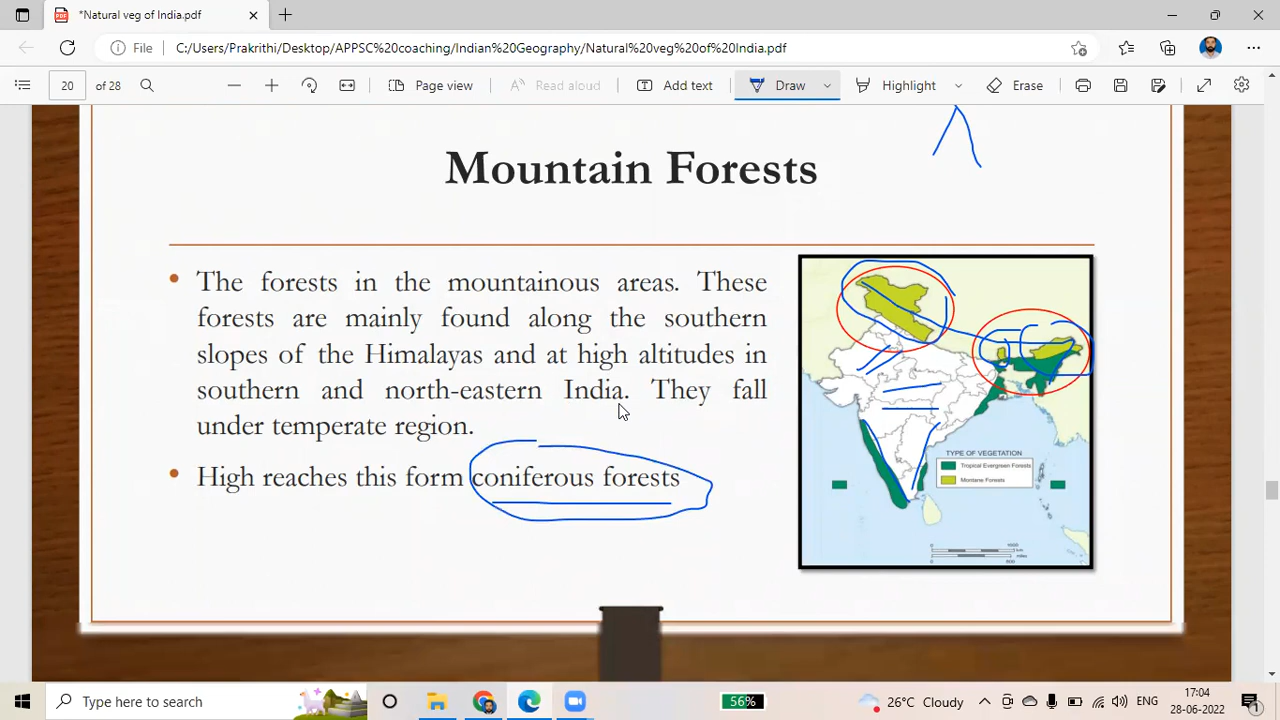 *Natural veg of India.pdf
File C:/Users/Prakrithi/Desktop/APPSC%20coaching/Indian%20Geography/Natural%20veg%20of%20India.pdf
20 of 28 Page view Read aloud Add text Draw Highlight Erase
Mountain Forests
• The forests in the mountainous areas. These
forests are mainly found along the southern
slopes of the Himalayas and at high altitudes in
southern and north-eastern India. They fall
under temperate region.
• High reaches this form coniferous forests
TYPE OF VEGETATION
Tropical Evergreen Forests
Montane Forests
Type here to search
56%
26°C Cloudy
ENG
17:04
28-06-2022